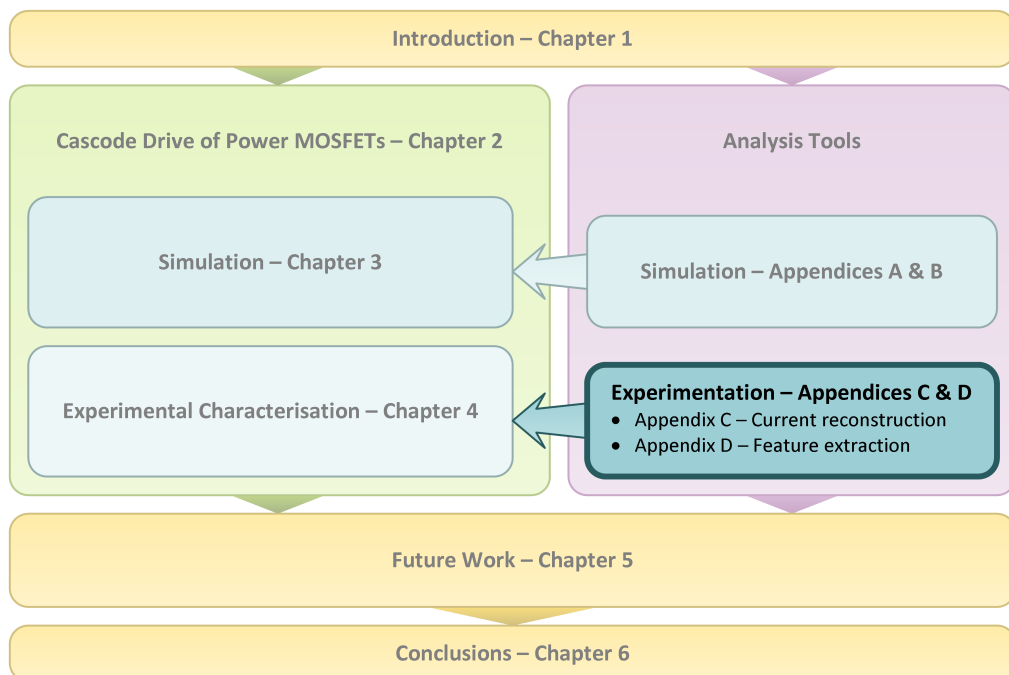 Introduction – Chapter 1
Cascode Drive of Power MOSFETs – Chapter 2
Analysis Tools
Simulation – Chapter 3
Simulation – Appendices A & B
Experimental Characterisation – Chapter 4
Experimentation – Appendices C & D
• Appendix C – Current reconstruction
• Appendix D – Feature extraction
Future Work – Chapter 5
Conclusions – Chapter 6